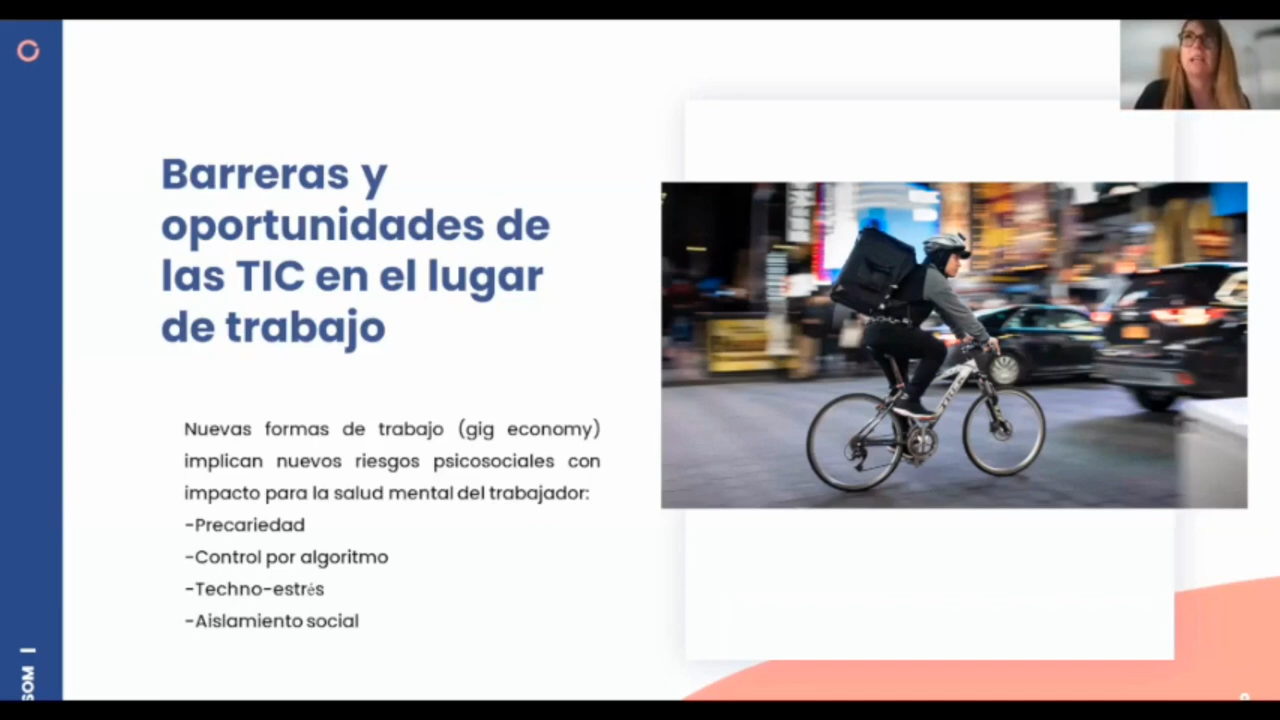 Barreras y
oportunidades de
las TIC en el lugar
de trabajo
Nuevas formas de trabajo (gig economy)
implican nuevos riesgos psicosociales con
impacto para la salud mental del trabajador:
-Precariedad
-Control por algoritmo
-Techno-estrés
-Aislamiento social
SOM